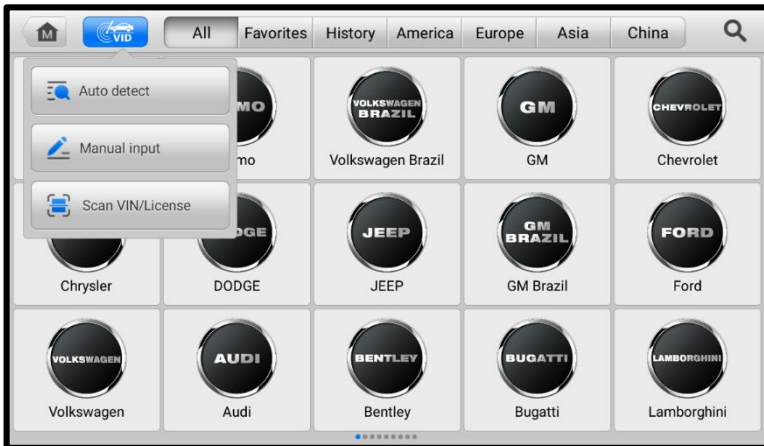 M VID All Favorites History America Europe Asia China
Auto detect
Manual input
Scan VIN/License
MO VOLKSWAGEN BRAZIL GM CHEVROLET
mo Volkswagen Brazil GM Chevrolet
DGE JEEP GM BRAZIL FORD
Chrysler DODGE JEEP GM Brazil Ford
VOLKSWAGEN AUDI BENTLEY BUGATTI LAMBORGHINI
Volkswagen Audi Bentley Bugatti Lamborghini